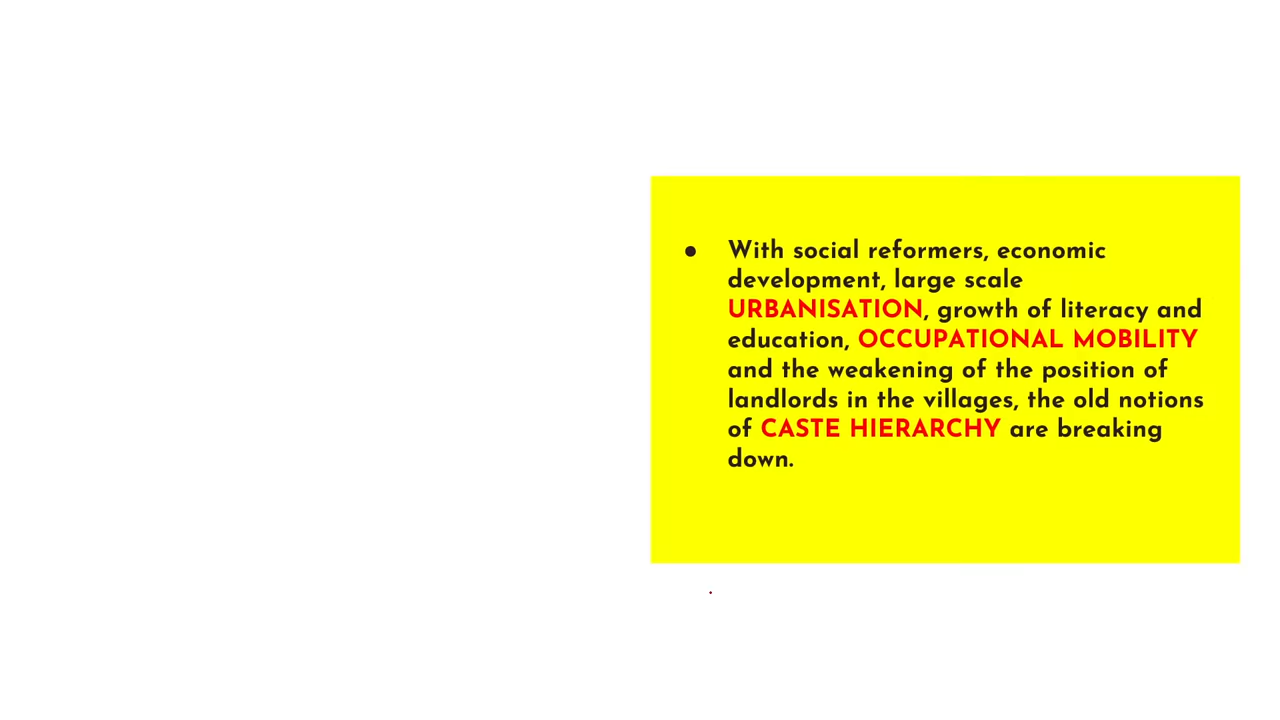 ● With social reformers, economic
development, large scale
URBANISATION, growth of literacy and
education, OCCUPATIONAL MOBILITY
and the weakening of the position of
landlords in the villages, the old notions
of CASTE HIERARCHY are breaking
down.